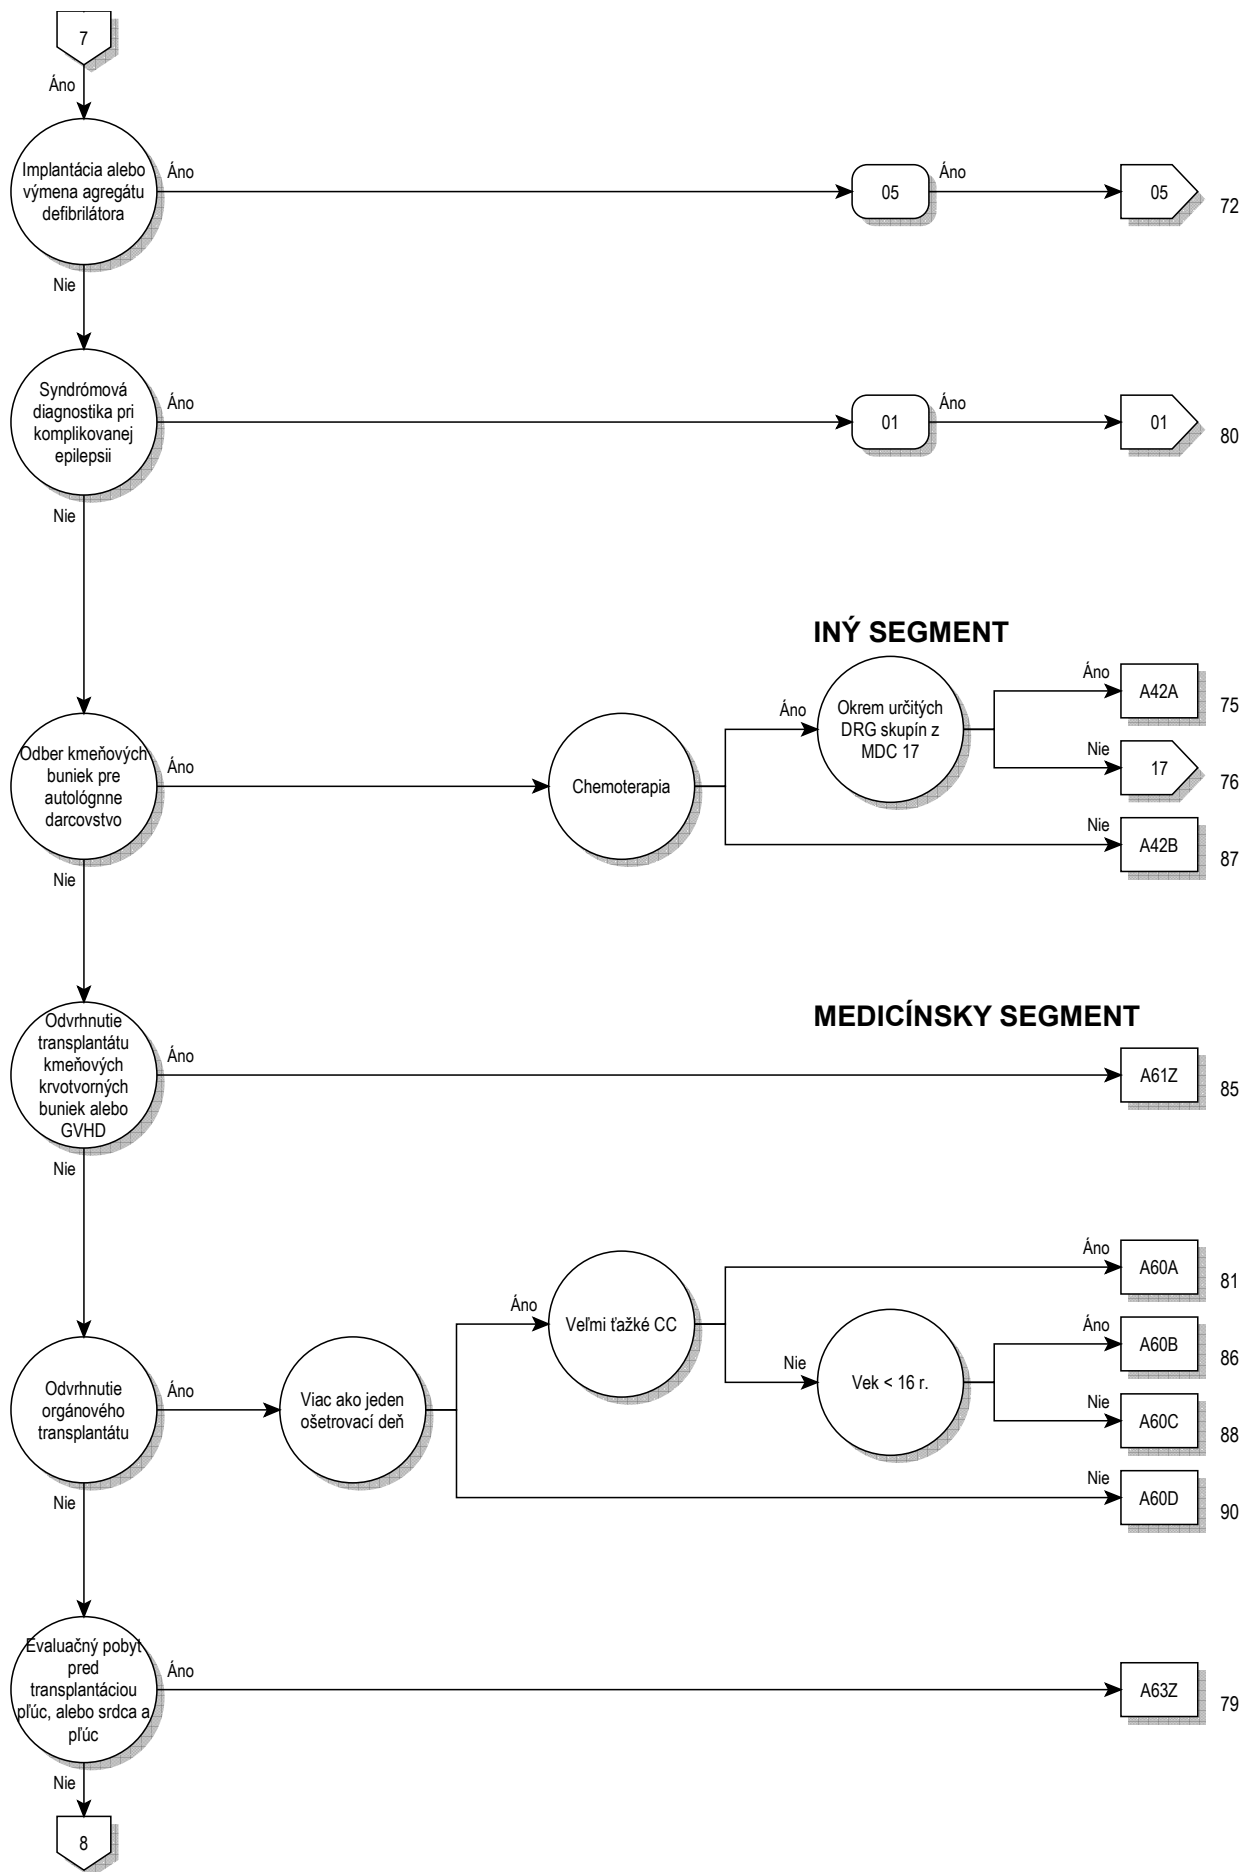 7
Áno
Implantácia alebo
výmena agregátu
defibrilátora
Áno
05
Áno
05
72
Nie
Syndrómová
diagnostika pri
komplikovanej
epilepsii
Áno
01
Áno
01
80
Nie
INÝ SEGMENT
Odber kmeňových
buniek pre
autológnne
darcovstvo
Áno
Chemoterapia
Áno
Okrem určitých
DRG skupín z
MDC 17
Áno
A42A
75
Nie
17
76
Nie
A42B
87
Nie
MEDICÍNSKY SEGMENT
Odvrhnutie
transplantátu
kmeňových
krvotvorných
buniek alebo
GVHD
Áno
A61Z
85
Nie
Odvrhnutie
orgánového
transplantátu
Áno
Viac ako jeden
ošetrovací deň
Áno
Veľmi ťažké CC
Áno
A60A
81
Nie
Vek < 16 r.
Áno
A60B
86
Nie
A60C
88
Nie
A60D
90
Nie
Evaluačný pobyt
pred
transplantáciou
pľúc, alebo srdca a
pľúc
Áno
A63Z
79
Nie
8